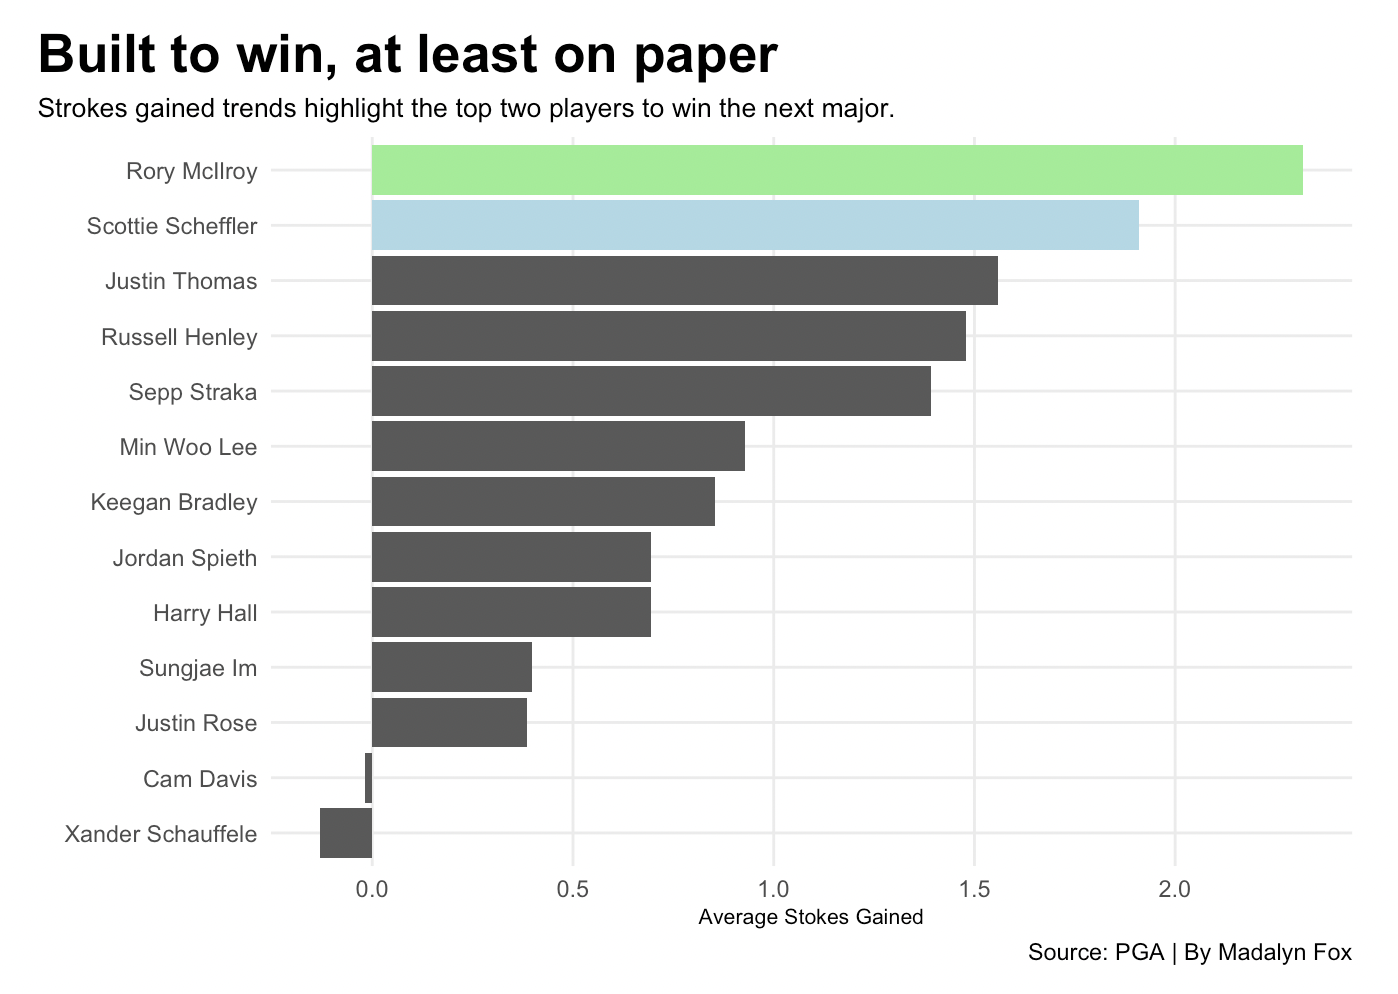 Built to win, at least on paper
Strokes gained trends highlight the top two players to win the next major.
Rory McIlroy
Scottie Scheffler
Justin Thomas
Russell Henley
Sepp Straka
Min Woo Lee
Keegan Bradley
Jordan Spieth
Harry Hall
Sungjae Im
Justin Rose
Cam Davis
Xander Schauffele
0.0 0.5 1.0 1.5 2.0
Average Stokes Gained
Source: PGA | By Madalyn Fox